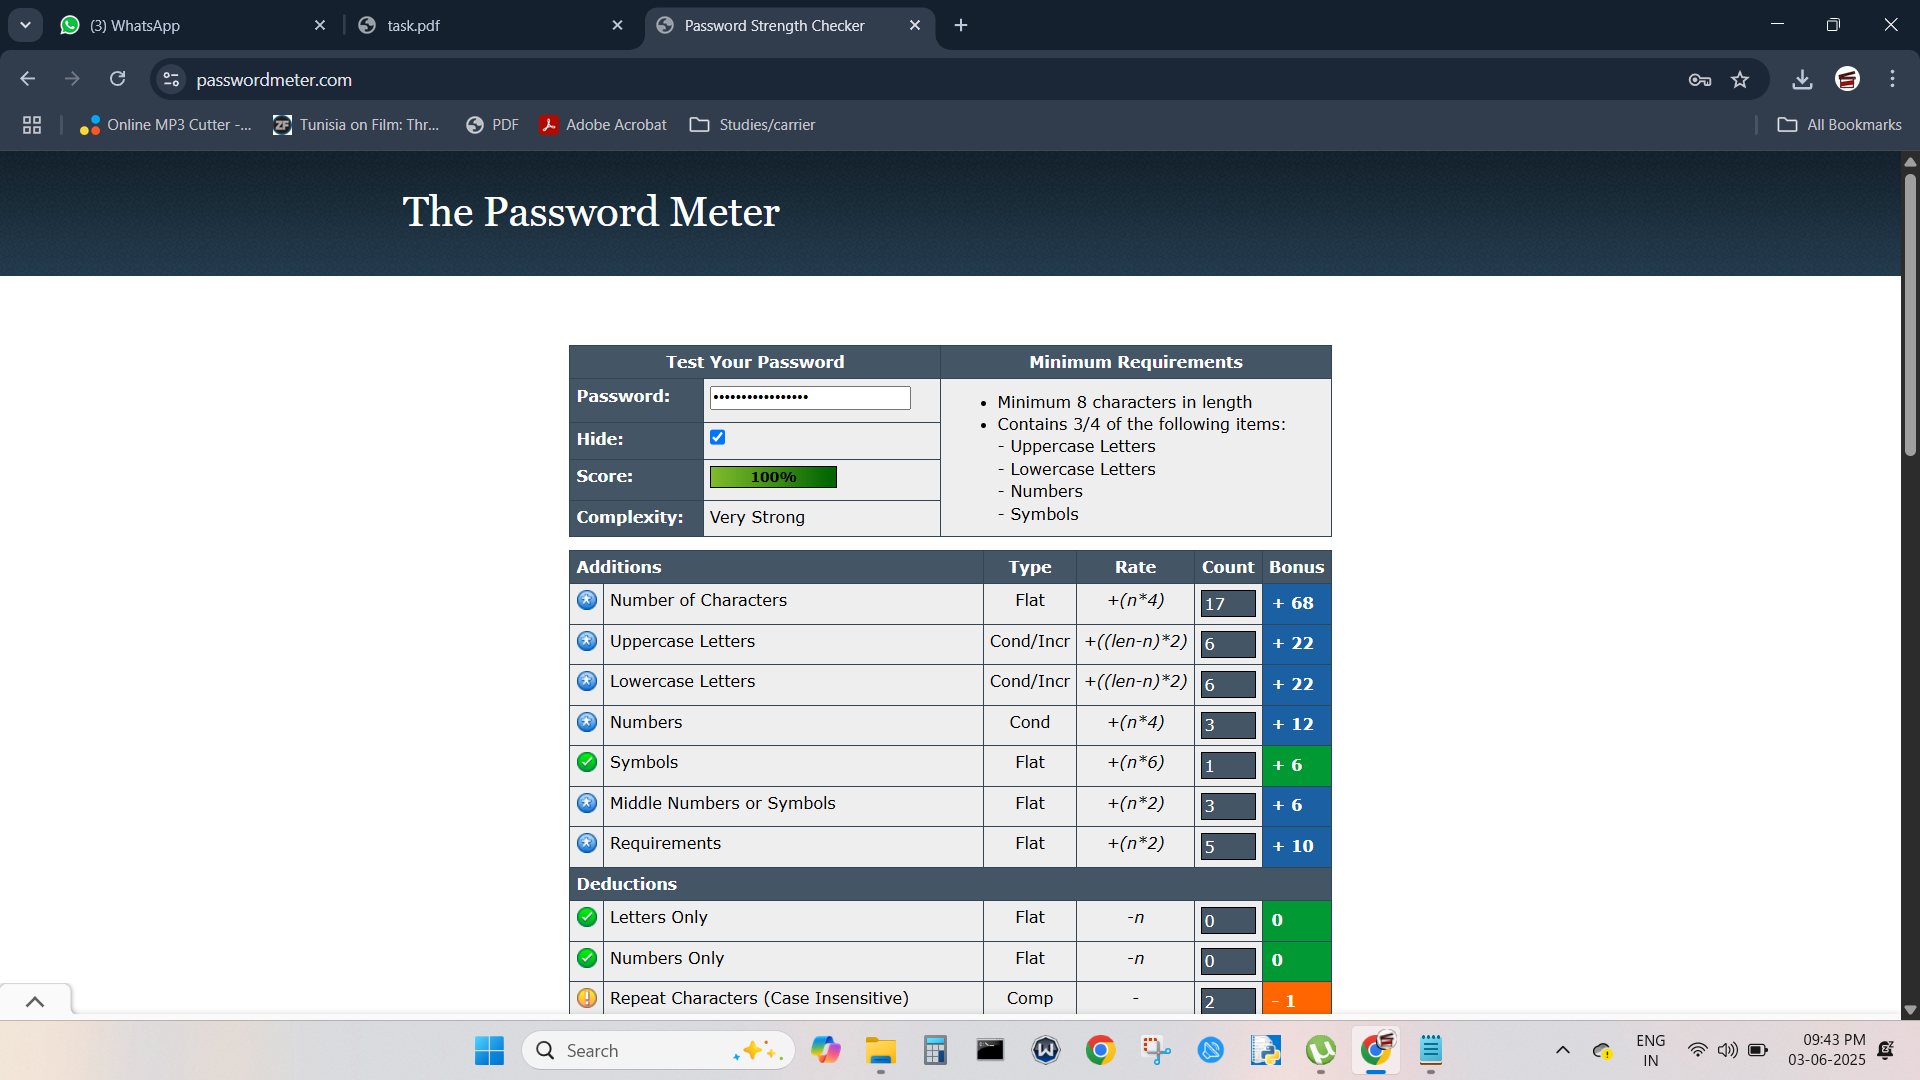 (3) WhatsApp
task.pdf
Password Strength Checker
passwordmeter.com
Online MP3 Cutter -...
ZF
Tunisia on Film: Thr...
PDF
Adobe Acrobat
Studies/carrier
All Bookmarks
The Password Meter
Test Your Password
Minimum Requirements
Password:
•••••••••••••••••
Hide:
Score:
100%
Complexity:
Very Strong
• Minimum 8 characters in length
• Contains 3/4 of the following items:
- Uppercase Letters
- Lowercase Letters
- Numbers
- Symbols
Additions Type Rate Count Bonus
Number of Characters Flat +(n*4) 17 + 68
Uppercase Letters Cond/Incr +((len-n)*2) 6 + 22
Lowercase Letters Cond/Incr +((len-n)*2) 6 + 22
Numbers Cond +(n*4) 3 + 12
Symbols Flat +(n*6) 1 + 6
Middle Numbers or Symbols Flat +(n*2) 3 + 6
Requirements Flat +(n*2) 5 + 10
Deductions
Letters Only Flat -n 0 0
Numbers Only Flat -n 0 0
Repeat Characters (Case Insensitive) Comp - 2 - 1
Search
ENG
IN
09:43 PM
03-06-2025